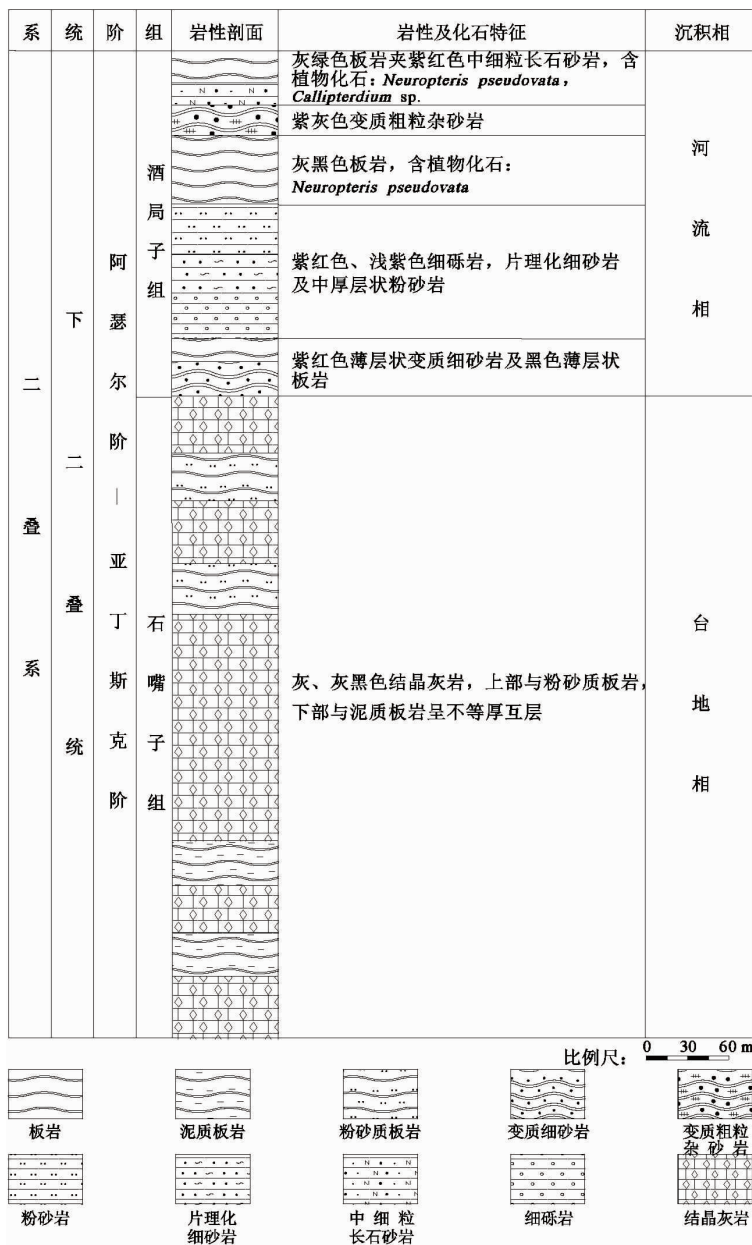 系 统 阶 组 岩性剖面 岩性及化石特征 沉积相
二叠系
下二叠统
阿瑟尔阶—亚丁斯克阶
酒局子组
灰绿色板岩夹紫红色中细粒长石砂岩，含
植物化石：Neuropteris pseudovata，
Callipterdium sp.
紫灰色变质粗粒杂砂岩
灰黑色板岩，含植物化石：
Neuropteris pseudovata
紫红色、浅紫色细砾岩，片理化细砂岩
及中厚层状粉砂岩
紫红色薄层状变质细砂岩及黑色薄层状
板岩
河流相
石嘴子组
灰、灰黑色结晶灰岩，上部与粉砂质板岩，
下部与泥质板岩呈不等厚互层
台地相
比例尺： 0 30 60 m
板岩 泥质板岩 粉砂质板岩 变质细砂岩 变质粗粒
杂砂岩
粉砂岩 片理化 中细粒 细砾岩 结晶灰岩
细砂岩 长石砂岩